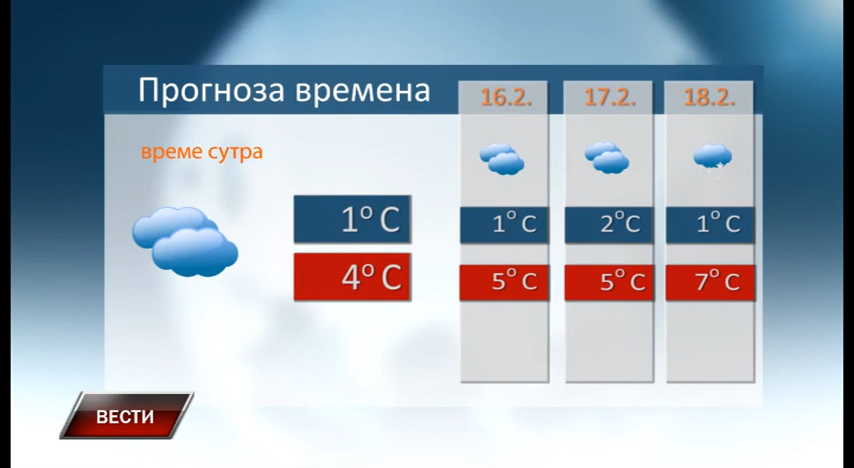 Прогноза времена
време сутра
1° C
4° C
16.2. 17.2. 18.2.
1° C 2°C 1° C
5° C 5° C 7° C
ВЕСТИ